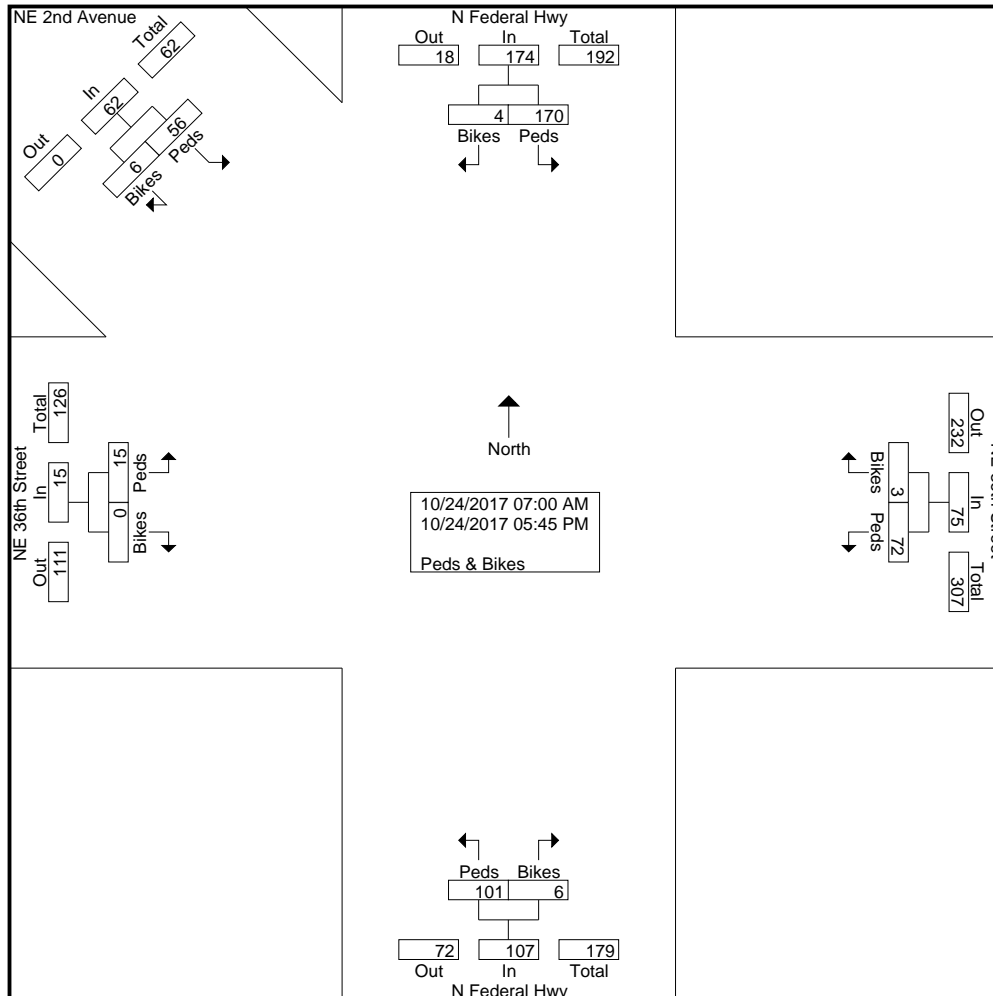 NE 2nd Avenue
Out
0
In
62
Total
62
6
56
Bikes
Peds
N Federal Hwy
Out In Total
18 174 192
4 170
Bikes Peds
NE 36th Street
Total
126
In
15
Out
111
15
Peds
0
Bikes
North
10/24/2017 07:00 AM
10/24/2017 05:45 PM
Peds & Bikes
Bikes
3
Peds
72
Out
232
In
75
Total
307
Peds Bikes
101 6
72 107 179
Out In Total
N Federal Hwy